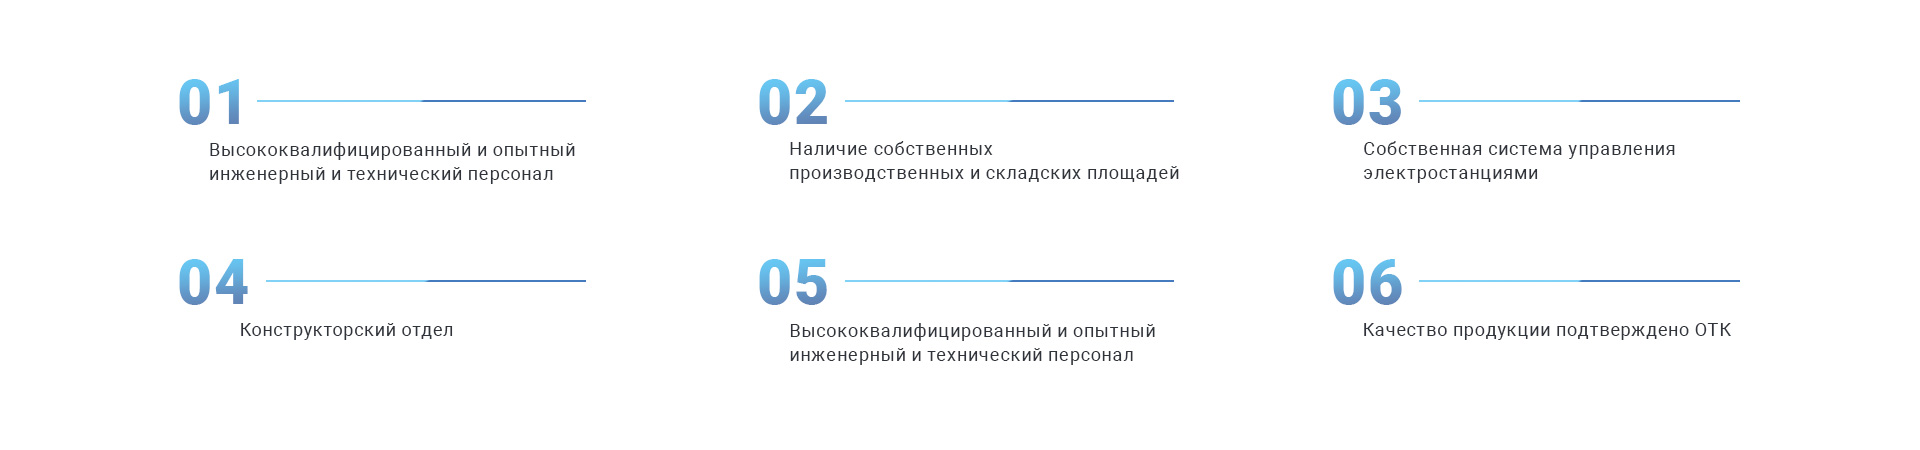 01
Высококвалифицированный и опытный
инженерный и технический персонал
02
Наличие собственных
производственных и складских площадей
03
Собственная система управления
электростанциями
04
Конструкторский отдел
05
Высококвалифицированный и опытный
инженерный и технический персонал
06
Качество продукции подтверждено ОТК